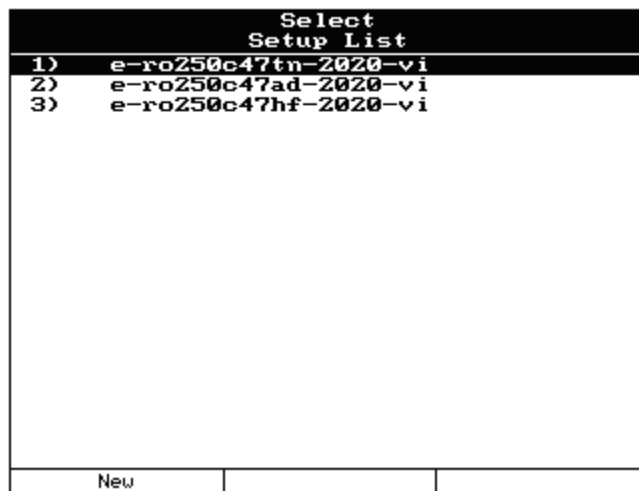 Select
Setup List
1) e-ro250c47tn-2020-vi
2) e-ro250c47ad-2020-vi
3) e-ro250c47hf-2020-vi
New